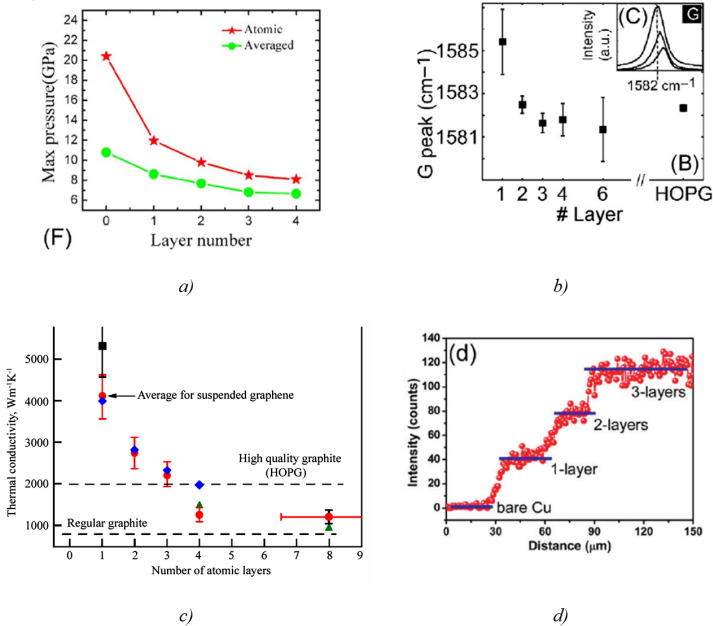 24
22
20
18
16
14
12
10
8
6
Max pressure(GPa)
Atomic
Averaged
0 1 2 3 4
(F)
Layer number
a)
G peak (cm−1)
1585
1583
1581
Intensity
(a.u.)
(C)
G
1582 cm−1
(B)
1 2 3 4 6 // HOPG
# Layer
b)
Thermal conductivity, Wm-1K-1
5000
4000
3000
2000
1000
Average for suspended graphene
High quality graphite
(HOPG)
Regular graphite
0 1 2 3 4 5 6 7 8 9
Number of atomic layers
c)
(d)
Intensity (counts)
140
120
100
80
60
40
20
0
3-layers
2-layers
1-layer
bare Cu
0 30 60 90 120 150
Distance (μm)
d)